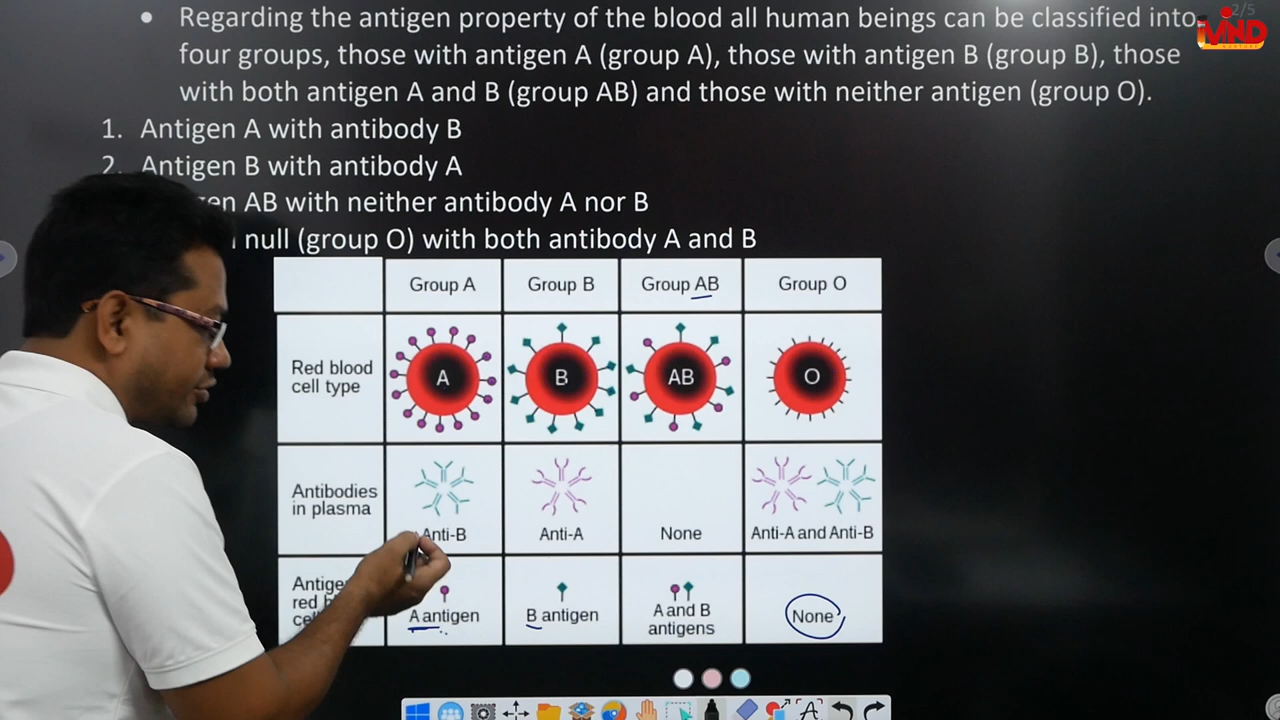 2/5
MIND
Regarding the antigen property of the blood all human beings can be classified into
four groups, those with antigen A (group A), those with antigen B (group B), those
with both antigen A and B (group AB) and those with neither antigen (group O).
1. Antigen A with antibody B
2. Antigen B with antibody A
AB with neither antibody A nor B
null (group O) with both antibody A and B
Group A Group B Group AB Group O
Red blood
cell type
A B AB O
Antibodies
in plasma
Anti-B Anti-A None Anti-A and Anti-B
red
A antigen B antigen A and B
antigens None